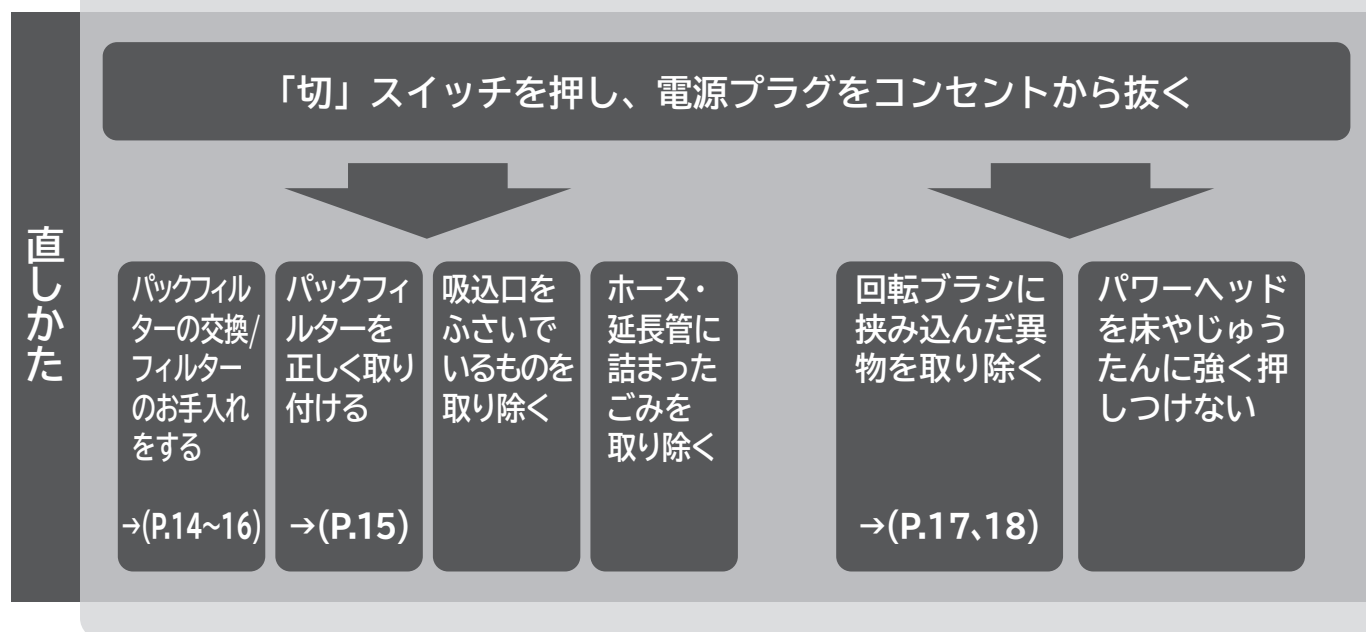 直しかた
「切」スイッチを押し、電源プラグをコンセントから抜く
パックフィル
ターの交換/
フィルター
のお手入れ
をする
→(P.14~16)
パックフィ
ルターを
正しく取り
付ける
→(P.15)
吸込口を
ふさいで
いるものを
取り除く
ホース・
延長管に
詰まった
ごみを
取り除く
回転ブラシに
挟み込んだ異
物を取り除く
→(P.17、18)
パワーヘッド
を床やじゅう
たんに強く押
しつけない